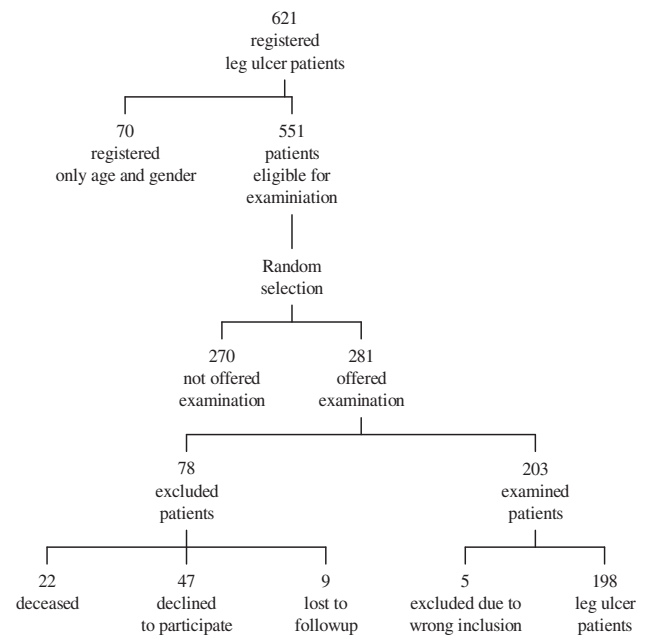 621
registered
leg ulcer patients
70
registered
only age and gender
551
patients
eligible for
examiniation
Random
selection
270
not offered
examination
281
offered
examination
78
excluded
patients
203
examined
patients
22
deceased
47
declined
to participate
9
lost to
followup
5
excluded due to
wrong inclusion
198
leg ulcer
patients